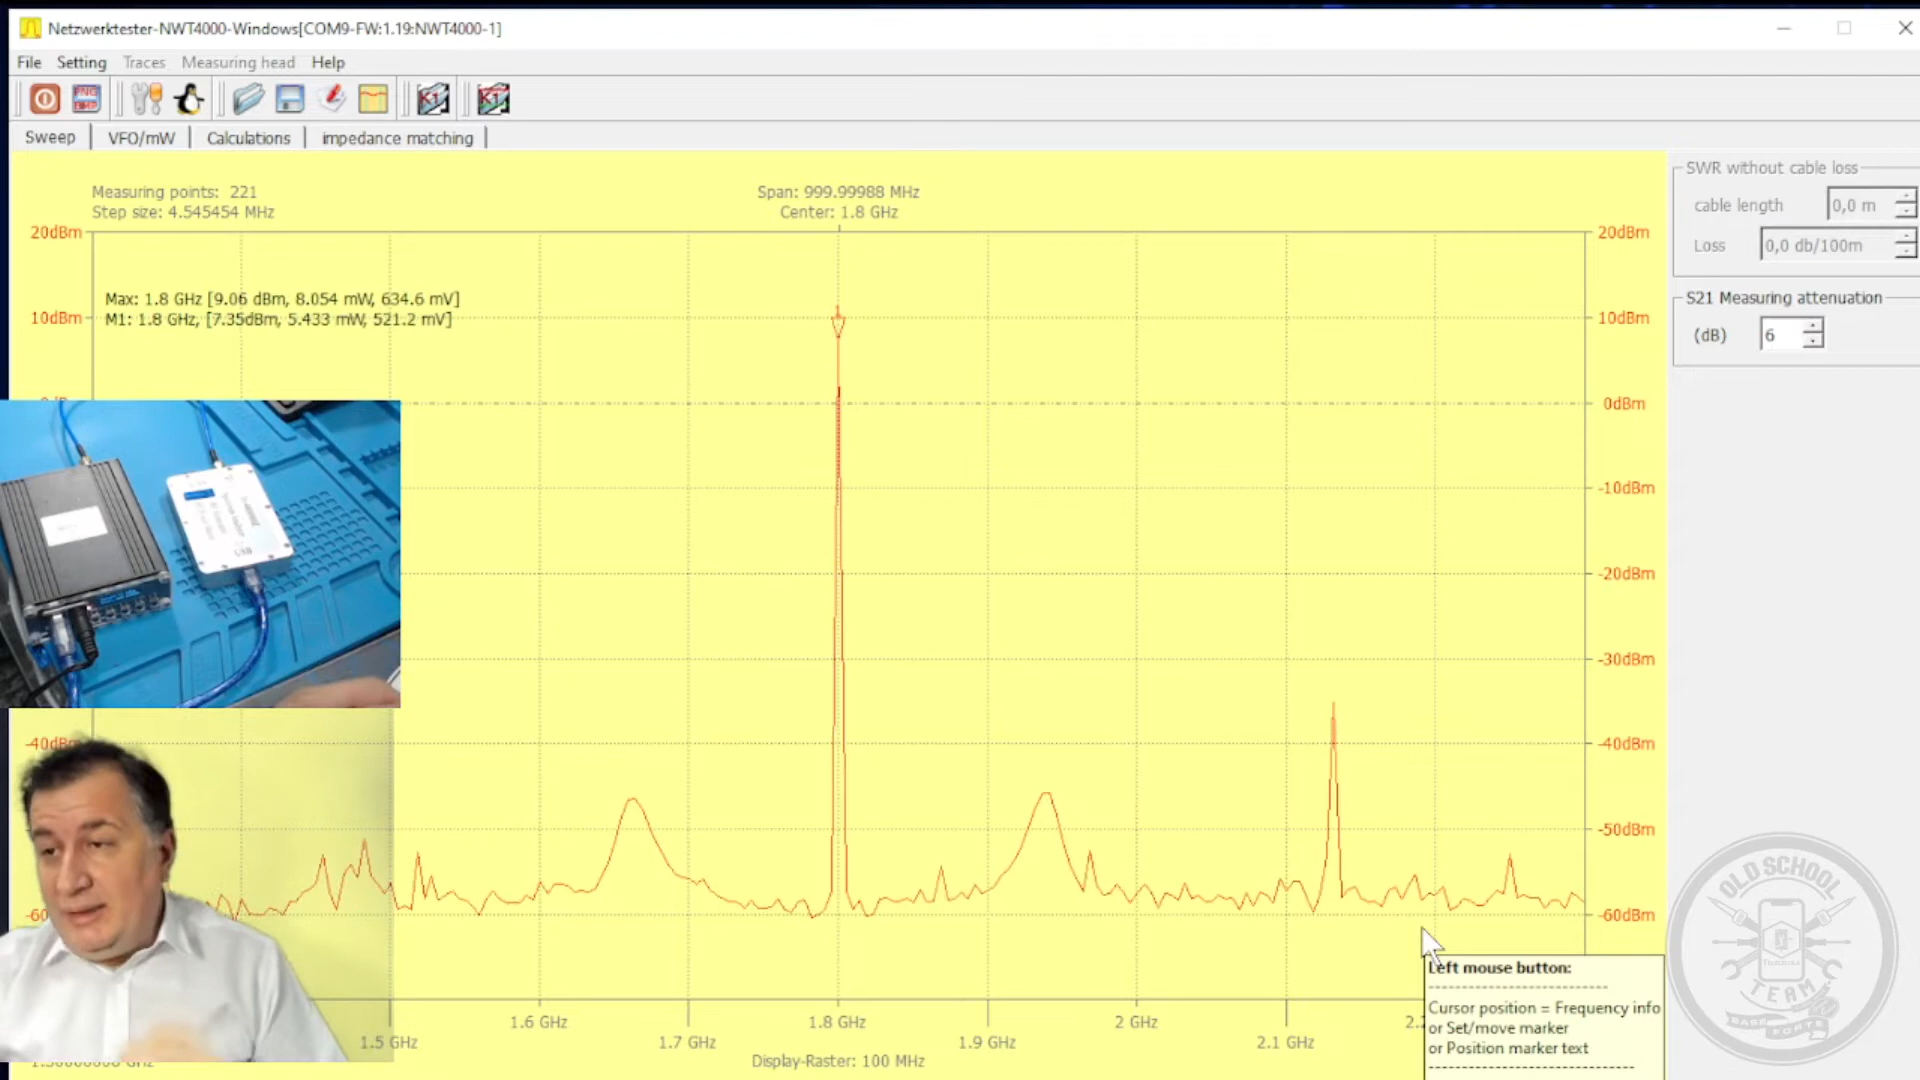 Netzwerktester-NWT4000-Windows[COM9-FW:1.19:NWT4000-1]
File Setting Traces Measuring head Help
PNG
BMP
K1
K1
Sweep VFO/mW Calculations impedance matching
SWR without cable loss
cable length 0,0 m
Loss 0,0 db/100m
S21 Measuring attenuation
(dB) 6
Measuring points: 221
Step size: 4.545454 MHz
Span: 999.99988 MHz
Center: 1.8 GHz
Max: 1.8 GHz [9.06 dBm, 8.054 mW, 634.6 mV]
M1: 1.8 GHz, [7.35dBm, 5.433 mW, 521.2 mV]
20dBm
10dBm
-40dBm
20dBm
10dBm
0dBm
-10dBm
-20dBm
-30dBm
-40dBm
-50dBm
-60dBm
USB
1.5 GHz
1.6 GHz
1.7 GHz
1.8 GHz
1.9 GHz
2 GHz
2.1 GHz
Display-Raster: 100 MHz
Left mouse button:
Cursor position = Frequency info
or Set/move marker
or Position marker text
OLD SCHOOL
TEAM